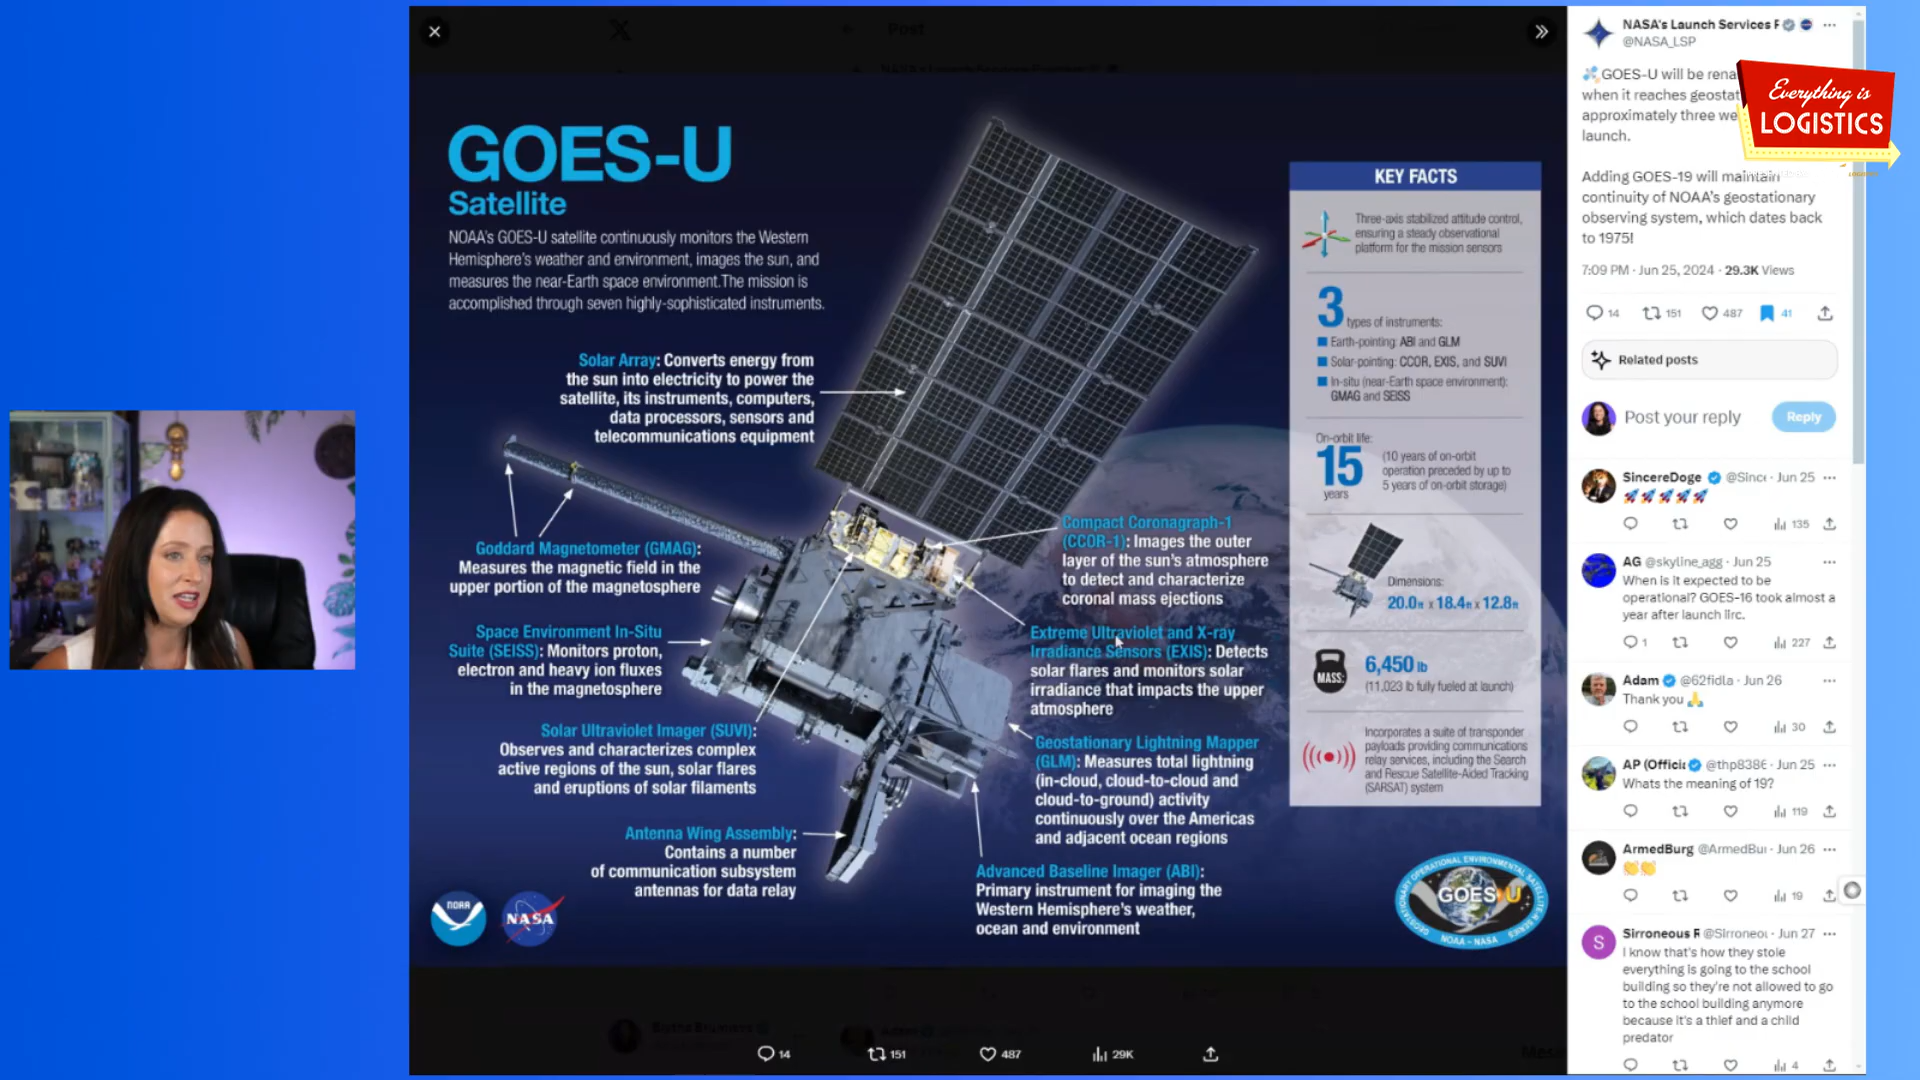 Post
GOES-U
Satellite
NOAA's GOES-U satellite continuously monitors the Western
Hemisphere's weather and environment, images the sun, and
measures the near-Earth space environment.The mission is
accomplished through seven highly-sophisticated instruments.
Solar Array: Converts energy from
the sun into electricity to power the
satellite, its instruments, computers,
data processors, sensors and
telecommunications equipment
Goddard Magnetometer (GMAG):
Measures the magnetic field in the
upper portion of the magnetosphere
Space Environment In-Situ
Suite (SEISS): Monitors proton,
electron and heavy ion fluxes
in the magnetosphere
Solar Ultraviolet Imager (SUVI):
Observes and characterizes complex
active regions of the sun, solar flares
and eruptions of solar filaments
Antenna Wing Assembly:
Contains a number
of communication subsystem
antennas for data relay
Compact Coronagraph-1
(CCOR-1): Images the outer
layer of the sun's atmosphere
to detect and characterize
coronal mass ejections
Extreme Ultraviolet and X-ray
Irradiance Sensors (EXIS): Detects
solar flares and monitors solar
irradiance that impacts the upper
atmosphere
Geostationary Lightning Mapper
(GLM): Measures total lightning
(in-cloud, cloud-to-cloud and
cloud-to-ground) activity
continuously over the Americas
and adjacent ocean regions
Advanced Baseline Imager (ABI):
Primary instrument for imaging the
Western Hemisphere's weather,
ocean and environment
KEY FACTS
Three-axis stabilized attitude control,
ensuring a steady observational
platform for the mission sensors
3 types of instruments:
Earth-pointing: ABI and GLM
Solar-pointing: CCOR, EXIS, and SUVI
In-situ (near-Earth space environment):
GMAG and SEISS
On-orbit life:
15
years
(10 years of on-orbit
operation preceded by up to
5 years of on-orbit storage)
Dimensions:
20.0ft x 18.4ft x 12.8ft
MASS:
6,450 lb
(11,023 lb fully fueled at launch)
Incorporates a suite of transponder
payloads providing communications
relay services, including the Search
and Rescue Satellite-Aided Tracking
(SARSAT) system
NOAA
NASA
GEOSTATIONARY OPERATIONAL ENVIRONMENTAL SATELLITE-R SERIES
GOES U
NOAA - NASA
14
151
487
29K
NASA's Launch Services P
@NASA_LSP
GOES-U will be rena
when it reaches geostat
approximately three we
launch.
Adding GOES-19 will maintain
continuity of NOAA's geostationary
observing system, which dates back
to 1975!
7:09 PM · Jun 25, 2024 · 29.3K Views
14 151 487 41
Related posts
Post your reply
Reply
SincereDoge @Since · Jun 25
135
AG @skyline_agg · Jun 25
When is it expected to be
operational? GOES-16 took almost a
year after launch iirc.
1 227
Adam @62fidla · Jun 26
Thank you
30
AP (Officia @thp838E · Jun 25
Whats the meaning of 19?
119
ArmedBurg @ArmedBui · Jun 26
19
S
Sirroneous R @Sirroneou · Jun 27
I know that's how they stole
everything is going to the school
building so they're not allowed to go
to the school building anymore
because it's a thief and a child
predator
4
Everything is
LOGISTICS